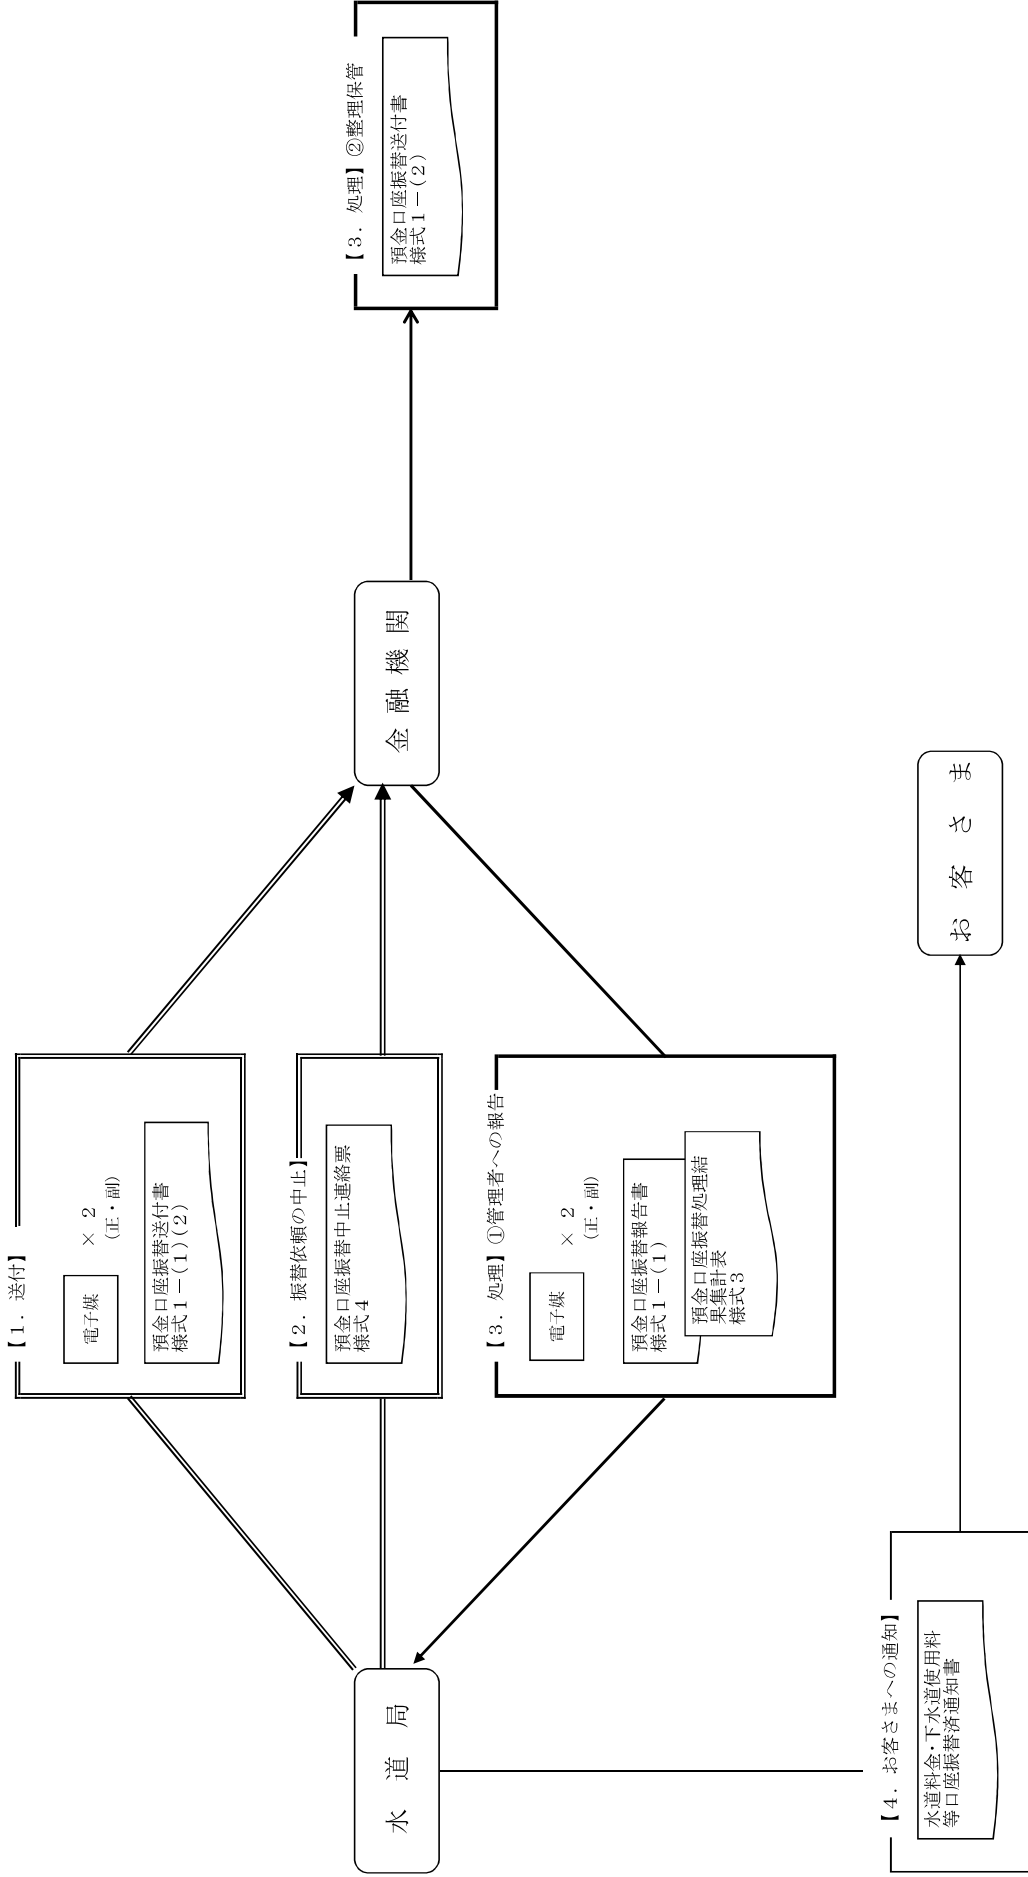 【１．送付】
電子媒
×２
（正・副）
預金口座振替送付書
様式１－（１）（２）
【２．振替依頼の中止】
預金口座振替中止連絡票
様式４
水道局
金融機関
【３．処理】②整理保管
預金口座振替送付書
様式１－（２）
【３．処理】①管理者への報告
電子媒
×２
（正・副）
預金口座振替報告書
様式１－（１）
預金口座振替処理結
果集計表
様式３
【４．お客さまへの通知】
水道料金・下水道使用料
等口座振替済通知書
お客さま